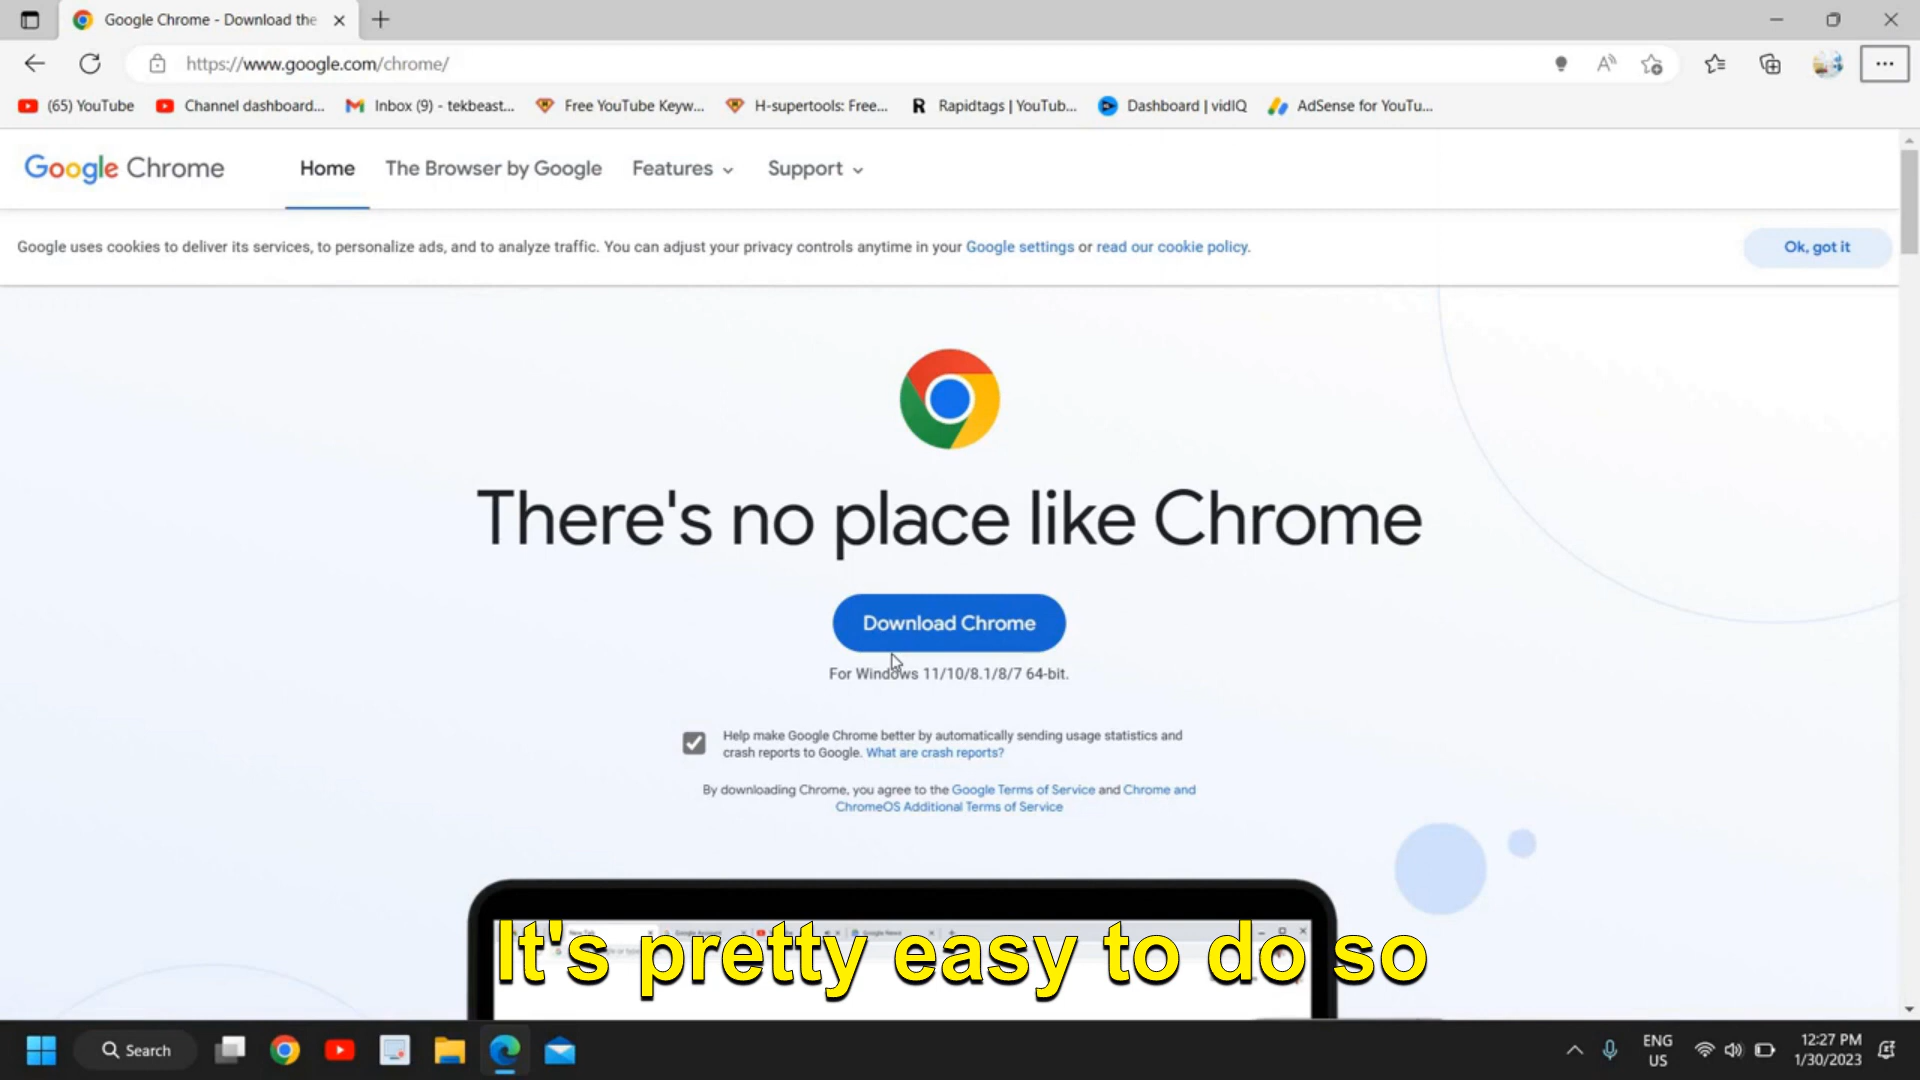 Google Chrome - Download the
https://www.google.com/chrome/
(65) YouTube
Channel dashboard...
Inbox (9) - tekbeast...
Free YouTube Keyw...
H-supertools: Free...
Rapidtags | YouTub...
Dashboard | vidIQ
AdSense for YouTu...
Google Chrome
Home
The Browser by Google
Features
Support
Google uses cookies to deliver its services, to personalize ads, and to analyze traffic. You can adjust your privacy controls anytime in your Google settings or read our cookie policy.
Ok, got it
There's no place like Chrome
Download Chrome
For Windows 11/10/8.1/8/7 64-bit.
Help make Google Chrome better by automatically sending usage statistics and
crash reports to Google. What are crash reports?
By downloading Chrome, you agree to the Google Terms of Service and Chrome and
ChromeOS Additional Terms of Service
It's pretty easy to do so
Search
ENG
US
12:27 PM
1/30/2023